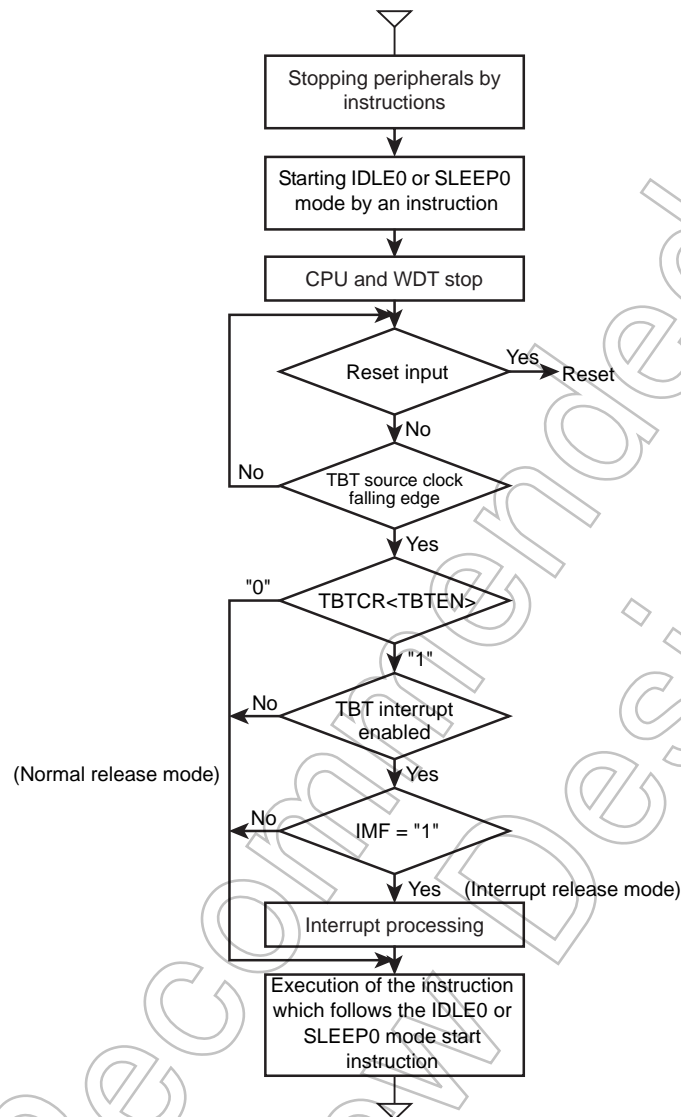 Stopping peripherals by
instructions
Starting IDLE0 or SLEEP0
mode by an instruction
CPU and WDT stop
Reset input
Yes
Reset
No
No
TBT source clock
falling edge
Yes
"0"
TBTCR<TBTEN>
"1"
No
TBT interrupt
enabled
(Normal release mode)
Yes
No
IMF = "1"
Yes
(Interrupt release mode)
Interrupt processing
Execution of the instruction
which follows the IDLE0 or
SLEEP0 mode start
instruction